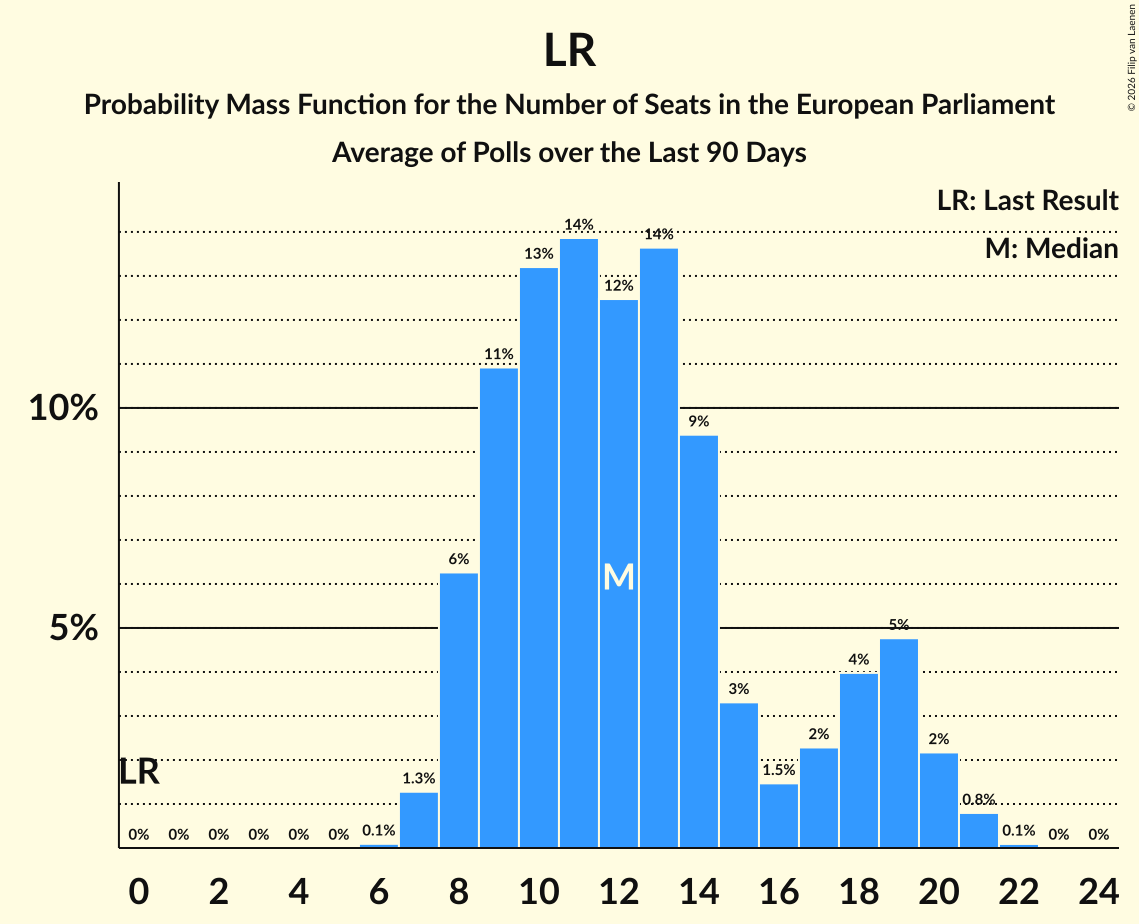 © 2026 Filip van Laenen
LR
Probability Mass Function for the Number of Seats in the European Parliament
Average of Polls over the Last 90 Days
LR: Last Result
M: Median
10%
5%
0% 0% 0% 0% 0% 0% 0.1% 1.3% 6% 11% 13% 14% 12% 14% 9% 3% 1.5% 2% 4% 5% 2% 0.8% 0.1% 0% 0%
M
LR
0 2 4 6 8 10 12 14 16 18 20 22 24